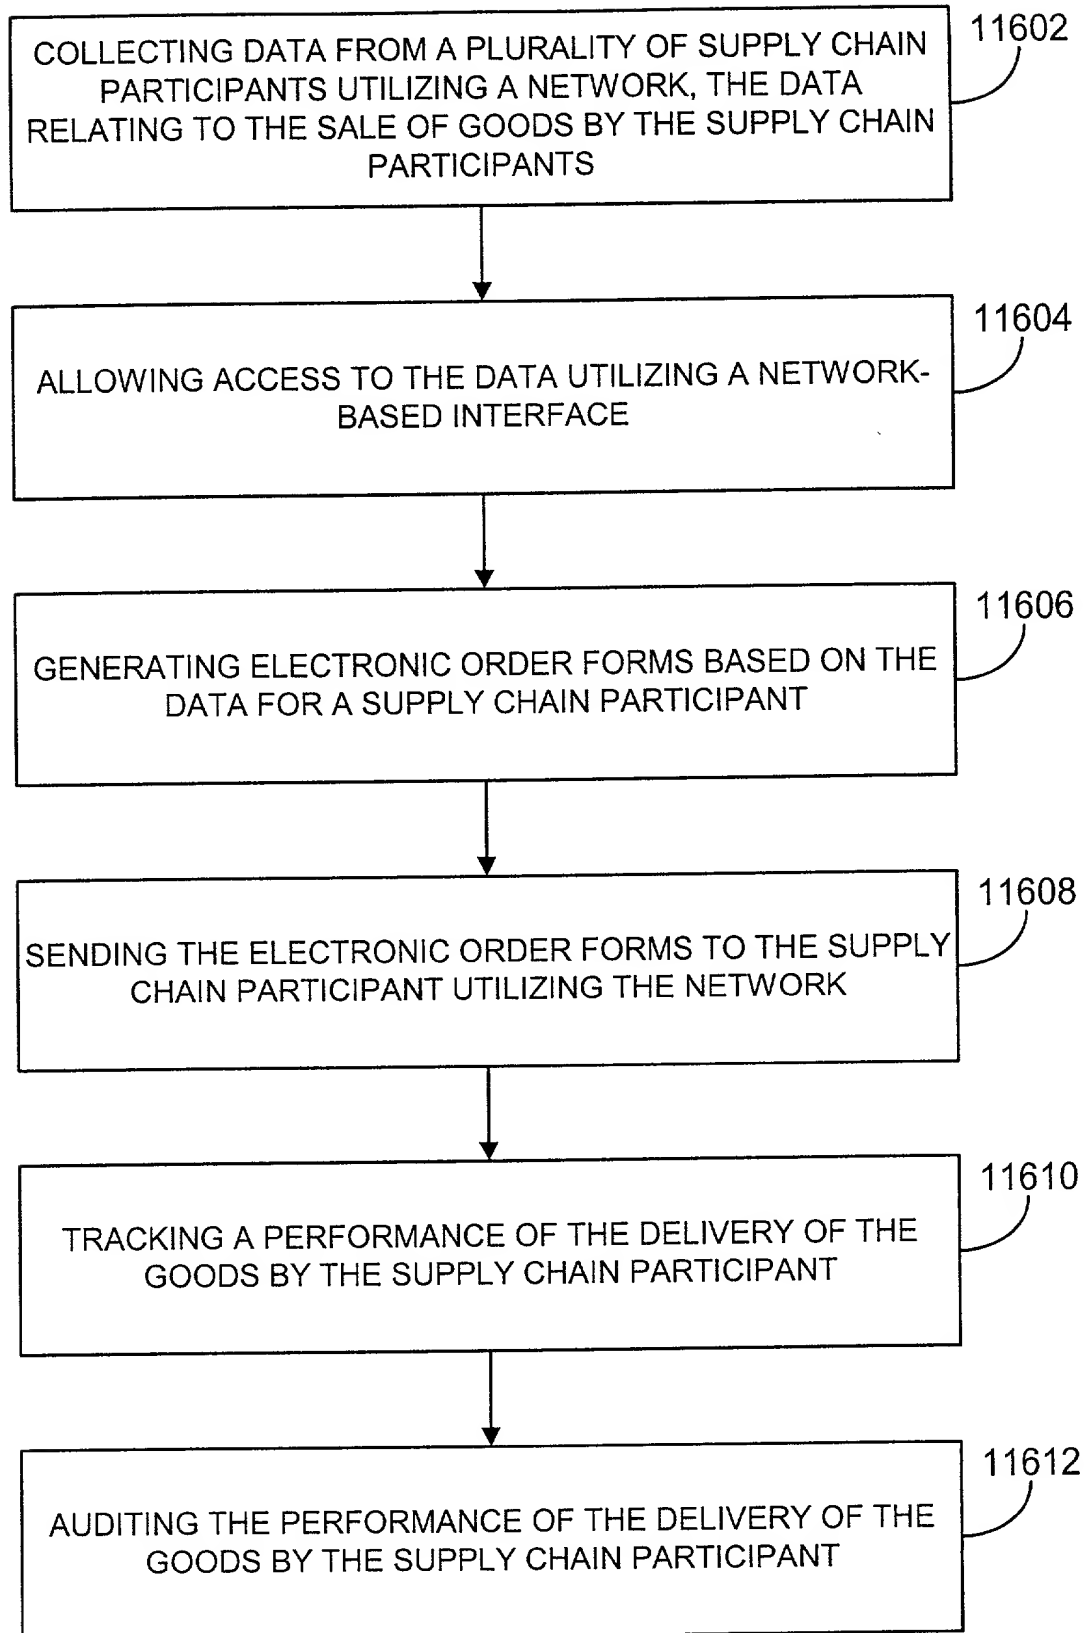 COLLECTING DATA FROM A PLURALITY OF SUPPLY CHAIN
PARTICIPANTS UTILIZING A NETWORK, THE DATA
RELATING TO THE SALE OF GOODS BY THE SUPPLY CHAIN
PARTICIPANTS
11602
ALLOWING ACCESS TO THE DATA UTILIZING A NETWORK-
BASED INTERFACE
11604
GENERATING ELECTRONIC ORDER FORMS BASED ON THE
DATA FOR A SUPPLY CHAIN PARTICIPANT
11606
SENDING THE ELECTRONIC ORDER FORMS TO THE SUPPLY
CHAIN PARTICIPANT UTILIZING THE NETWORK
11608
TRACKING A PERFORMANCE OF THE DELIVERY OF THE
GOODS BY THE SUPPLY CHAIN PARTICIPANT
11610
AUDITING THE PERFORMANCE OF THE DELIVERY OF THE
GOODS BY THE SUPPLY CHAIN PARTICIPANT
11612